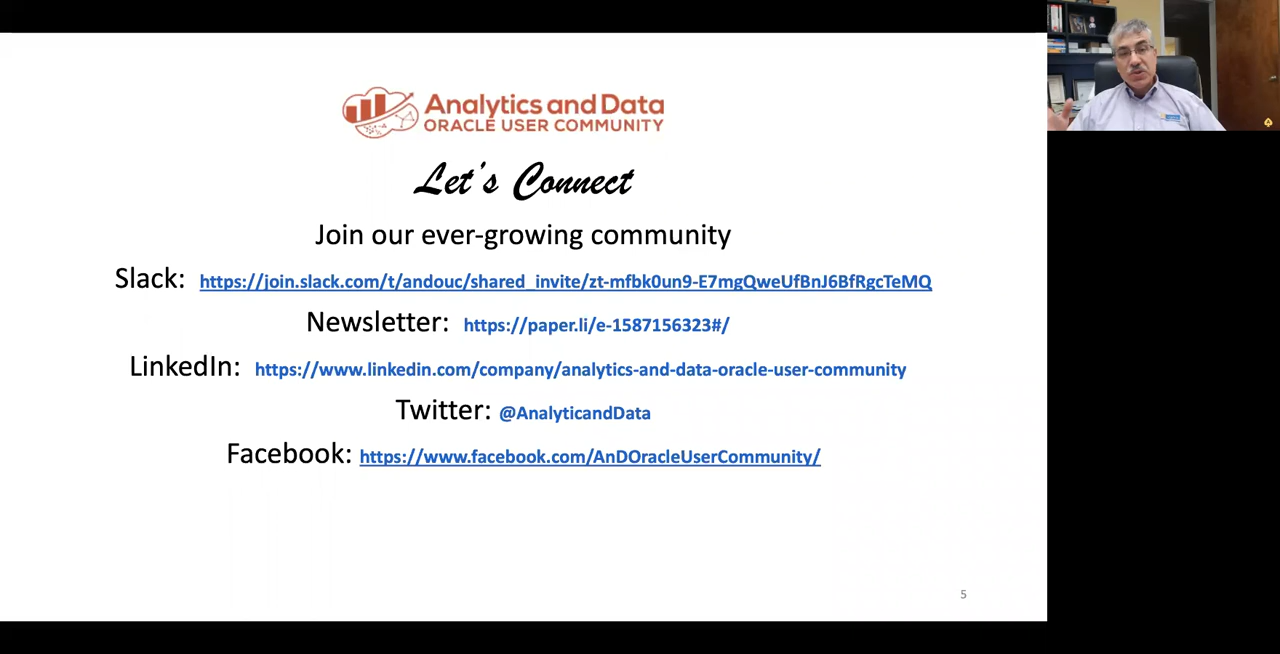 Analytics and Data
ORACLE USER COMMUNITY
Let's Connect
Join our ever-growing community
Slack: https://join.slack.com/t/andouc/shared_invite/zt-mfbk0un9-E7mgQweUfBnJ6BfRgcTeMQ
Newsletter: https://paper.li/e-1587156323#/
LinkedIn: https://www.linkedin.com/company/analytics-and-data-oracle-user-community
Twitter: @AnalyticandData
Facebook: https://www.facebook.com/AnDOracleUserCommunity/
5